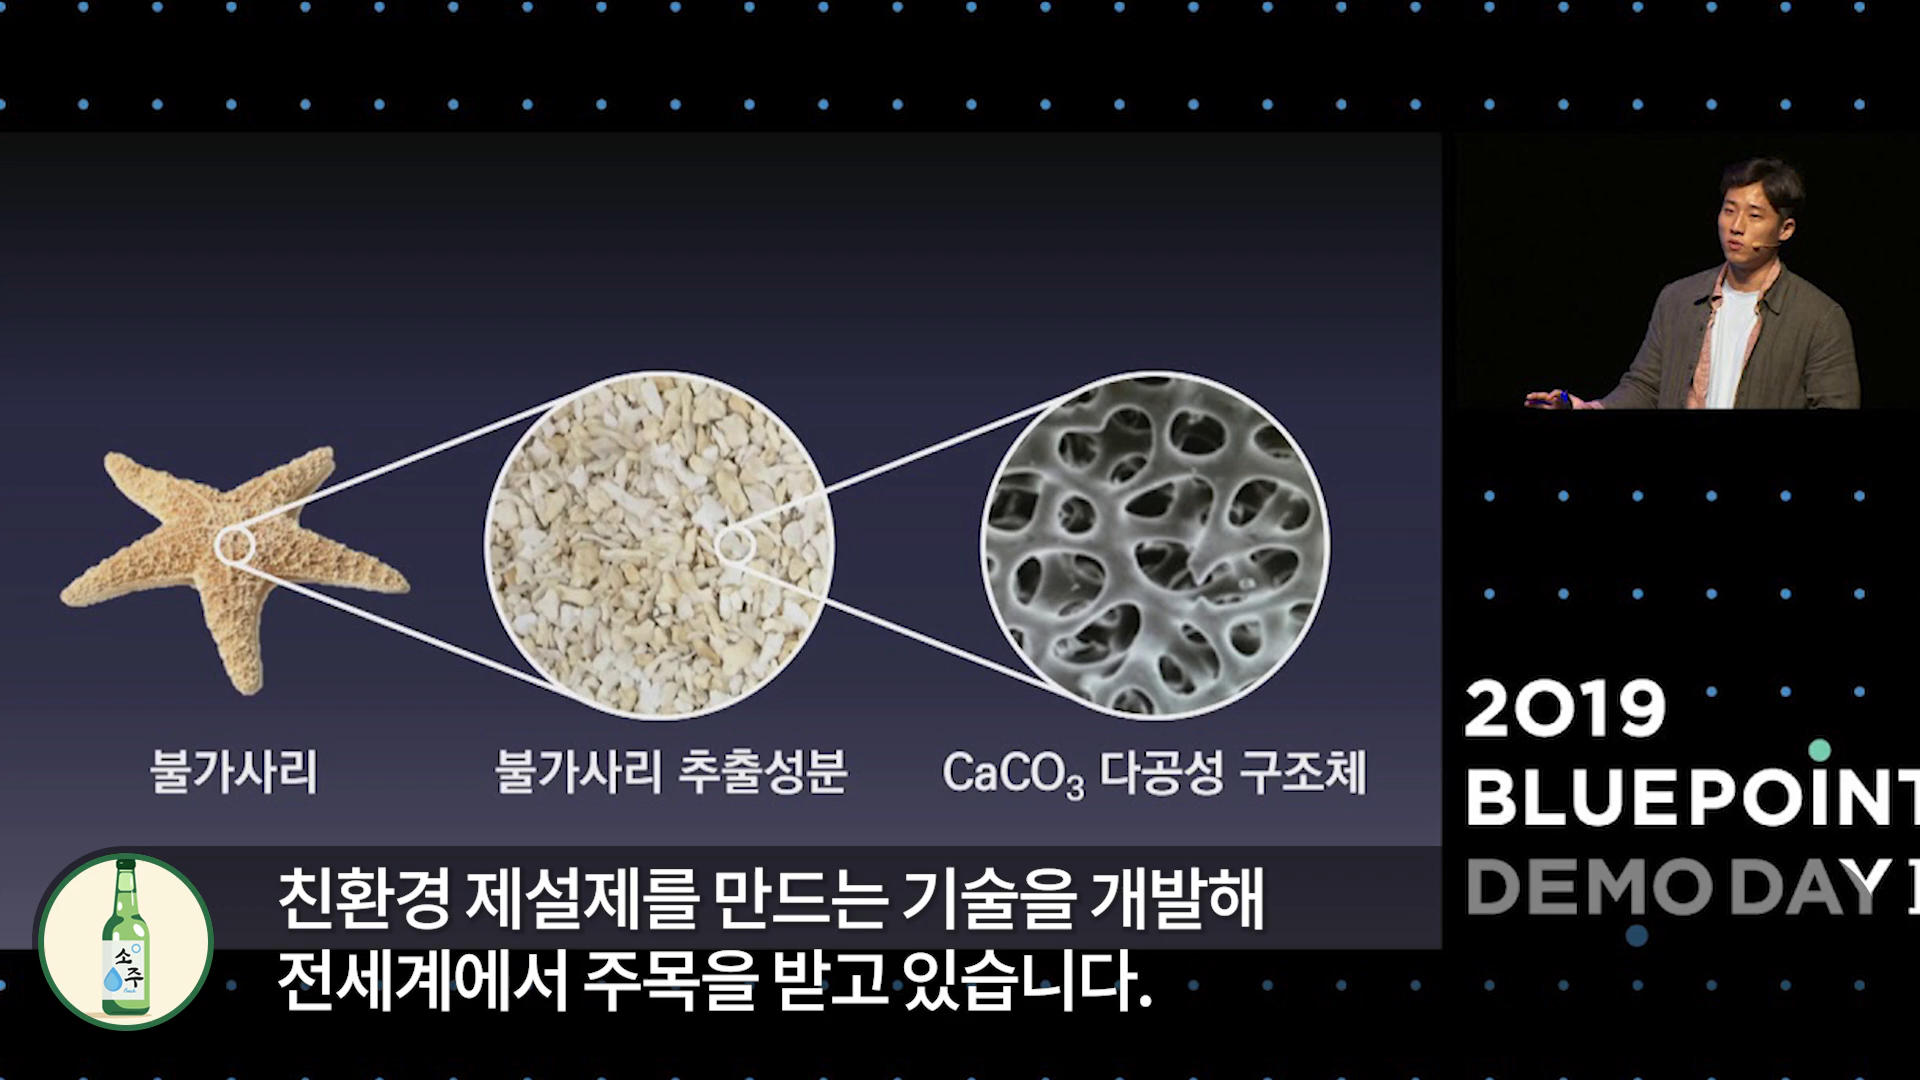 불가사리
불가사리 추출성분
CaCO₃ 다공성 구조체
2019
BLUEPOINT
DEMO DAY
친환경 제설제를 만드는 기술을 개발해
전세계에서 주목을 받고 있습니다.
소
주